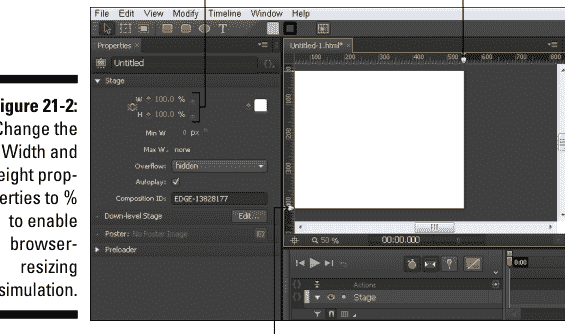 File Edit View Modify Timeline Window Help
Properties
Untitled-1.html*
Untitled
Stage
W 100.0 %
H 100.0 %
Min W 0 px
Max W none
Overflow: hidden
Autoplay:
Composition ID: EDGE-13828177
Down-level Stage Edit...
Poster: No Poster Image
Preloader
100 200 300 400 500 600 700 800
50 %
00:00.000
0:00
Actions
Stage
igure 21-2:
Change the
Width and
eight prop-
erties to %
to enable
browser-
resizing
simulation.